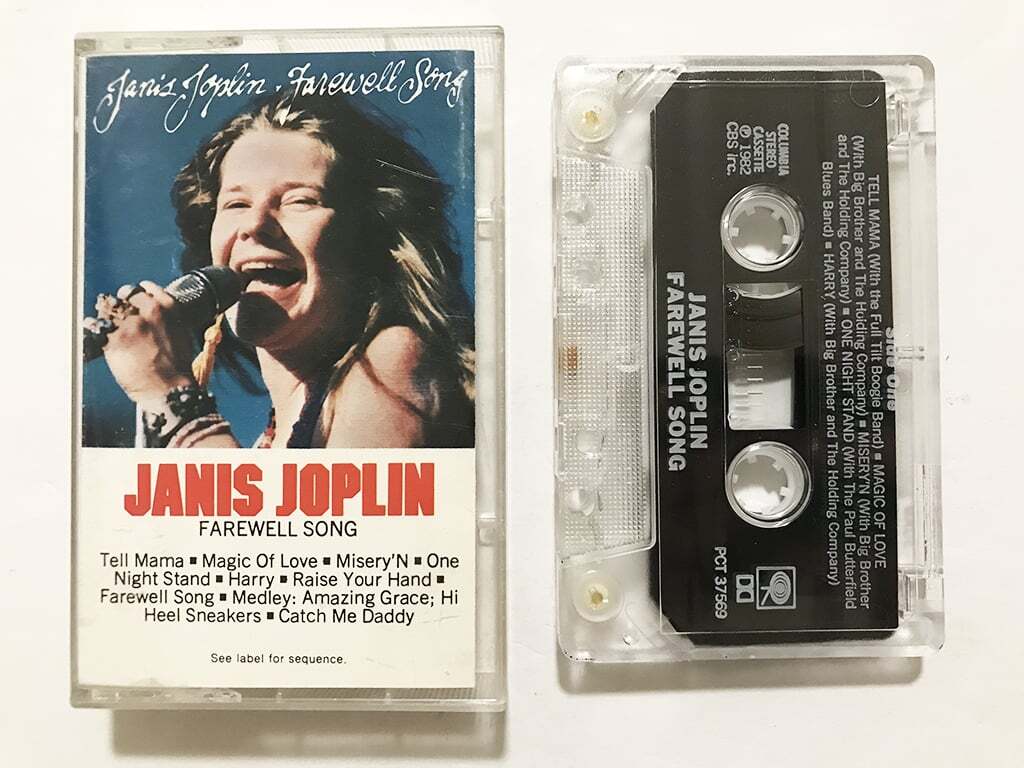 Janis Joplin . Farewell Song
JANIS JOPLIN
FAREWELL SONG
Tell Mama ▪ Magic Of Love ▪ Misery'N ▪ One
Night Stand ▪ Harry ▪ Raise Your Hand ▪
Farewell Song ▪ Medley: Amazing Grace; Hi
Heel Sneakers ▪ Catch Me Daddy
See label for sequence.
Side One
TELL MAMA (With the Full Tilt Boogie Band) ▪ MAGIC OF LOVE
(With Big Brother and The Holding Company) ▪ MISERY'N (With Big Brother
and The Holding Company) ▪ ONE NIGHT STAND (With The Paul Butterfield
Blues Band) ▪ HARRY (With Big Brother and The Holding Company)
COLUMBIA
STEREO
CASSETTE
℗ 1982
CBS Inc.
JANIS JOPLIN
FAREWELL SONG
PCT 37569